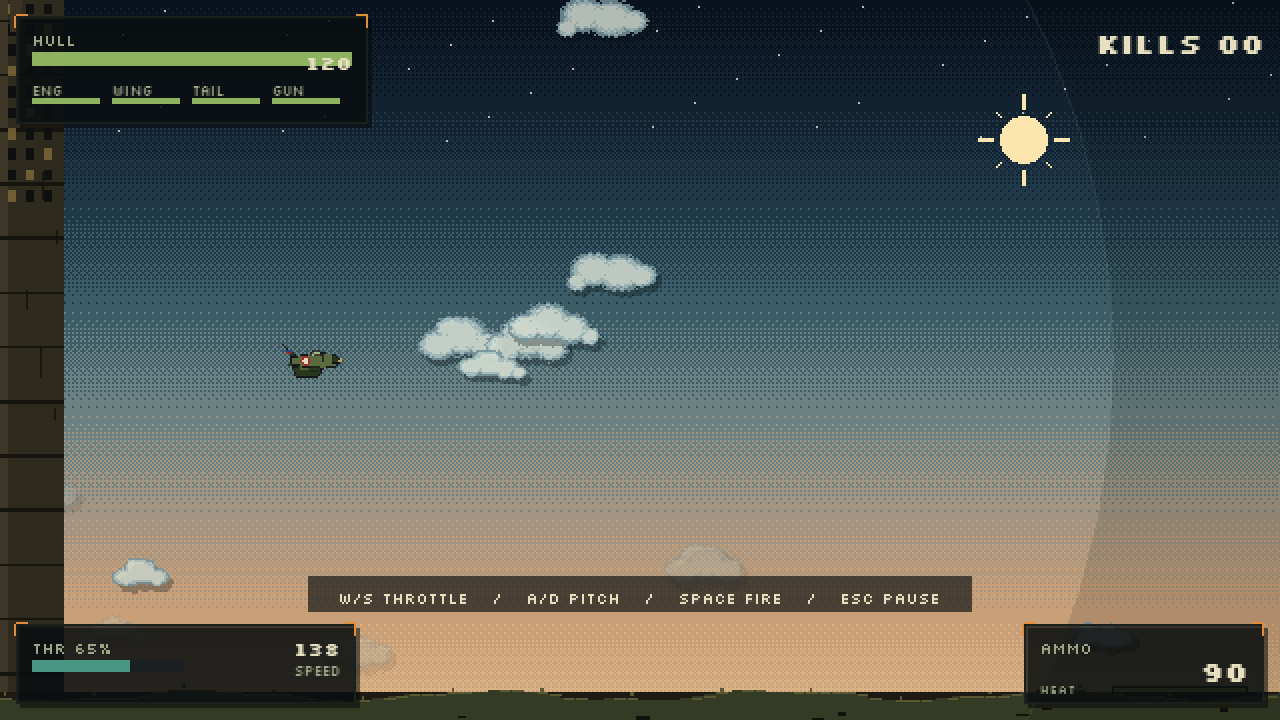 HULL
120
ENG WING TAIL GUN
KILLS 00
W/S THROTTLE / A/D PITCH / SPACE FIRE / ESC PAUSE
THR 65%
138
SPEED
AMMO
90
HEAT